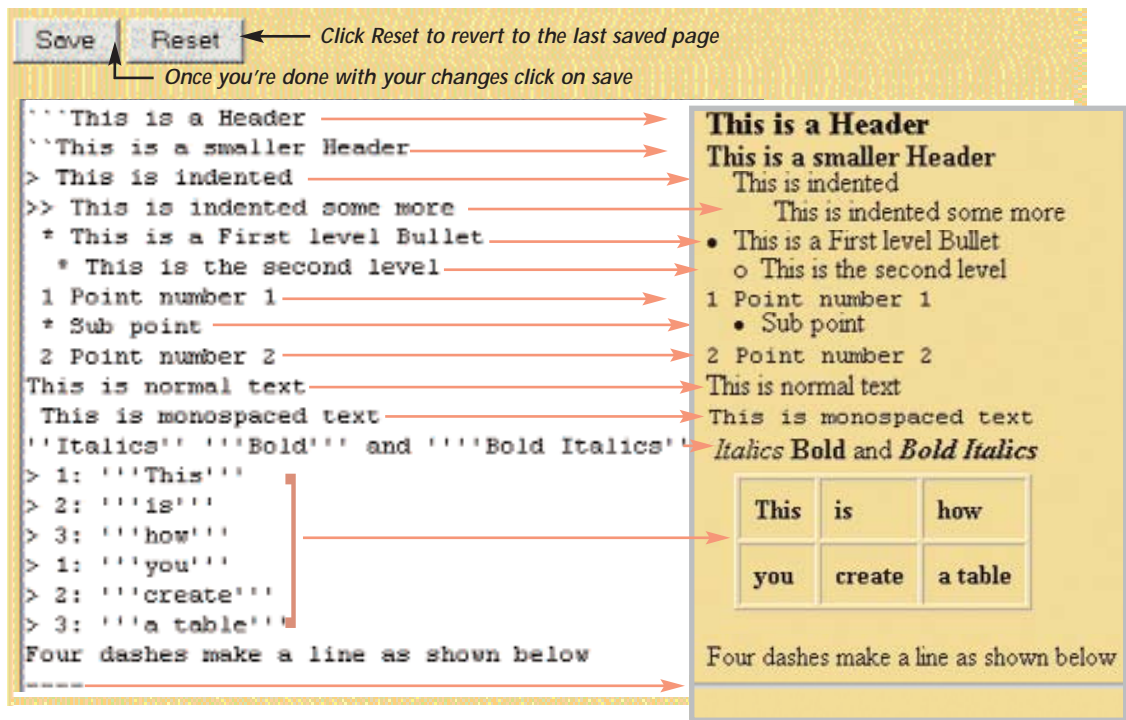 Save Reset Click Reset to revert to the last saved page
Once you're done with your changes click on save
```This is a Header
``This is a smaller Header
> This is indented
>> This is indented some more
* This is a First level Bullet
* This is the second level
1 Point number 1
* Sub point
2 Point number 2
This is normal text
This is monospaced text
''Italics'' '''Bold''' and ''''Bold Italics''
> 1: '''This'''
> 2: '''is'''
> 3: '''how'''
> 1: '''you'''
> 2: '''create'''
> 3: '''a table'''
Four dashes make a line as shown below
----
This is a Header
This is a smaller Header
This is indented
This is indented some more
• This is a First level Bullet
o This is the second level
1 Point number 1
• Sub point
2 Point number 2
This is normal text
This is monospaced text
Italics Bold and Bold Italics
This is how
you create a table
Four dashes make a line as shown below